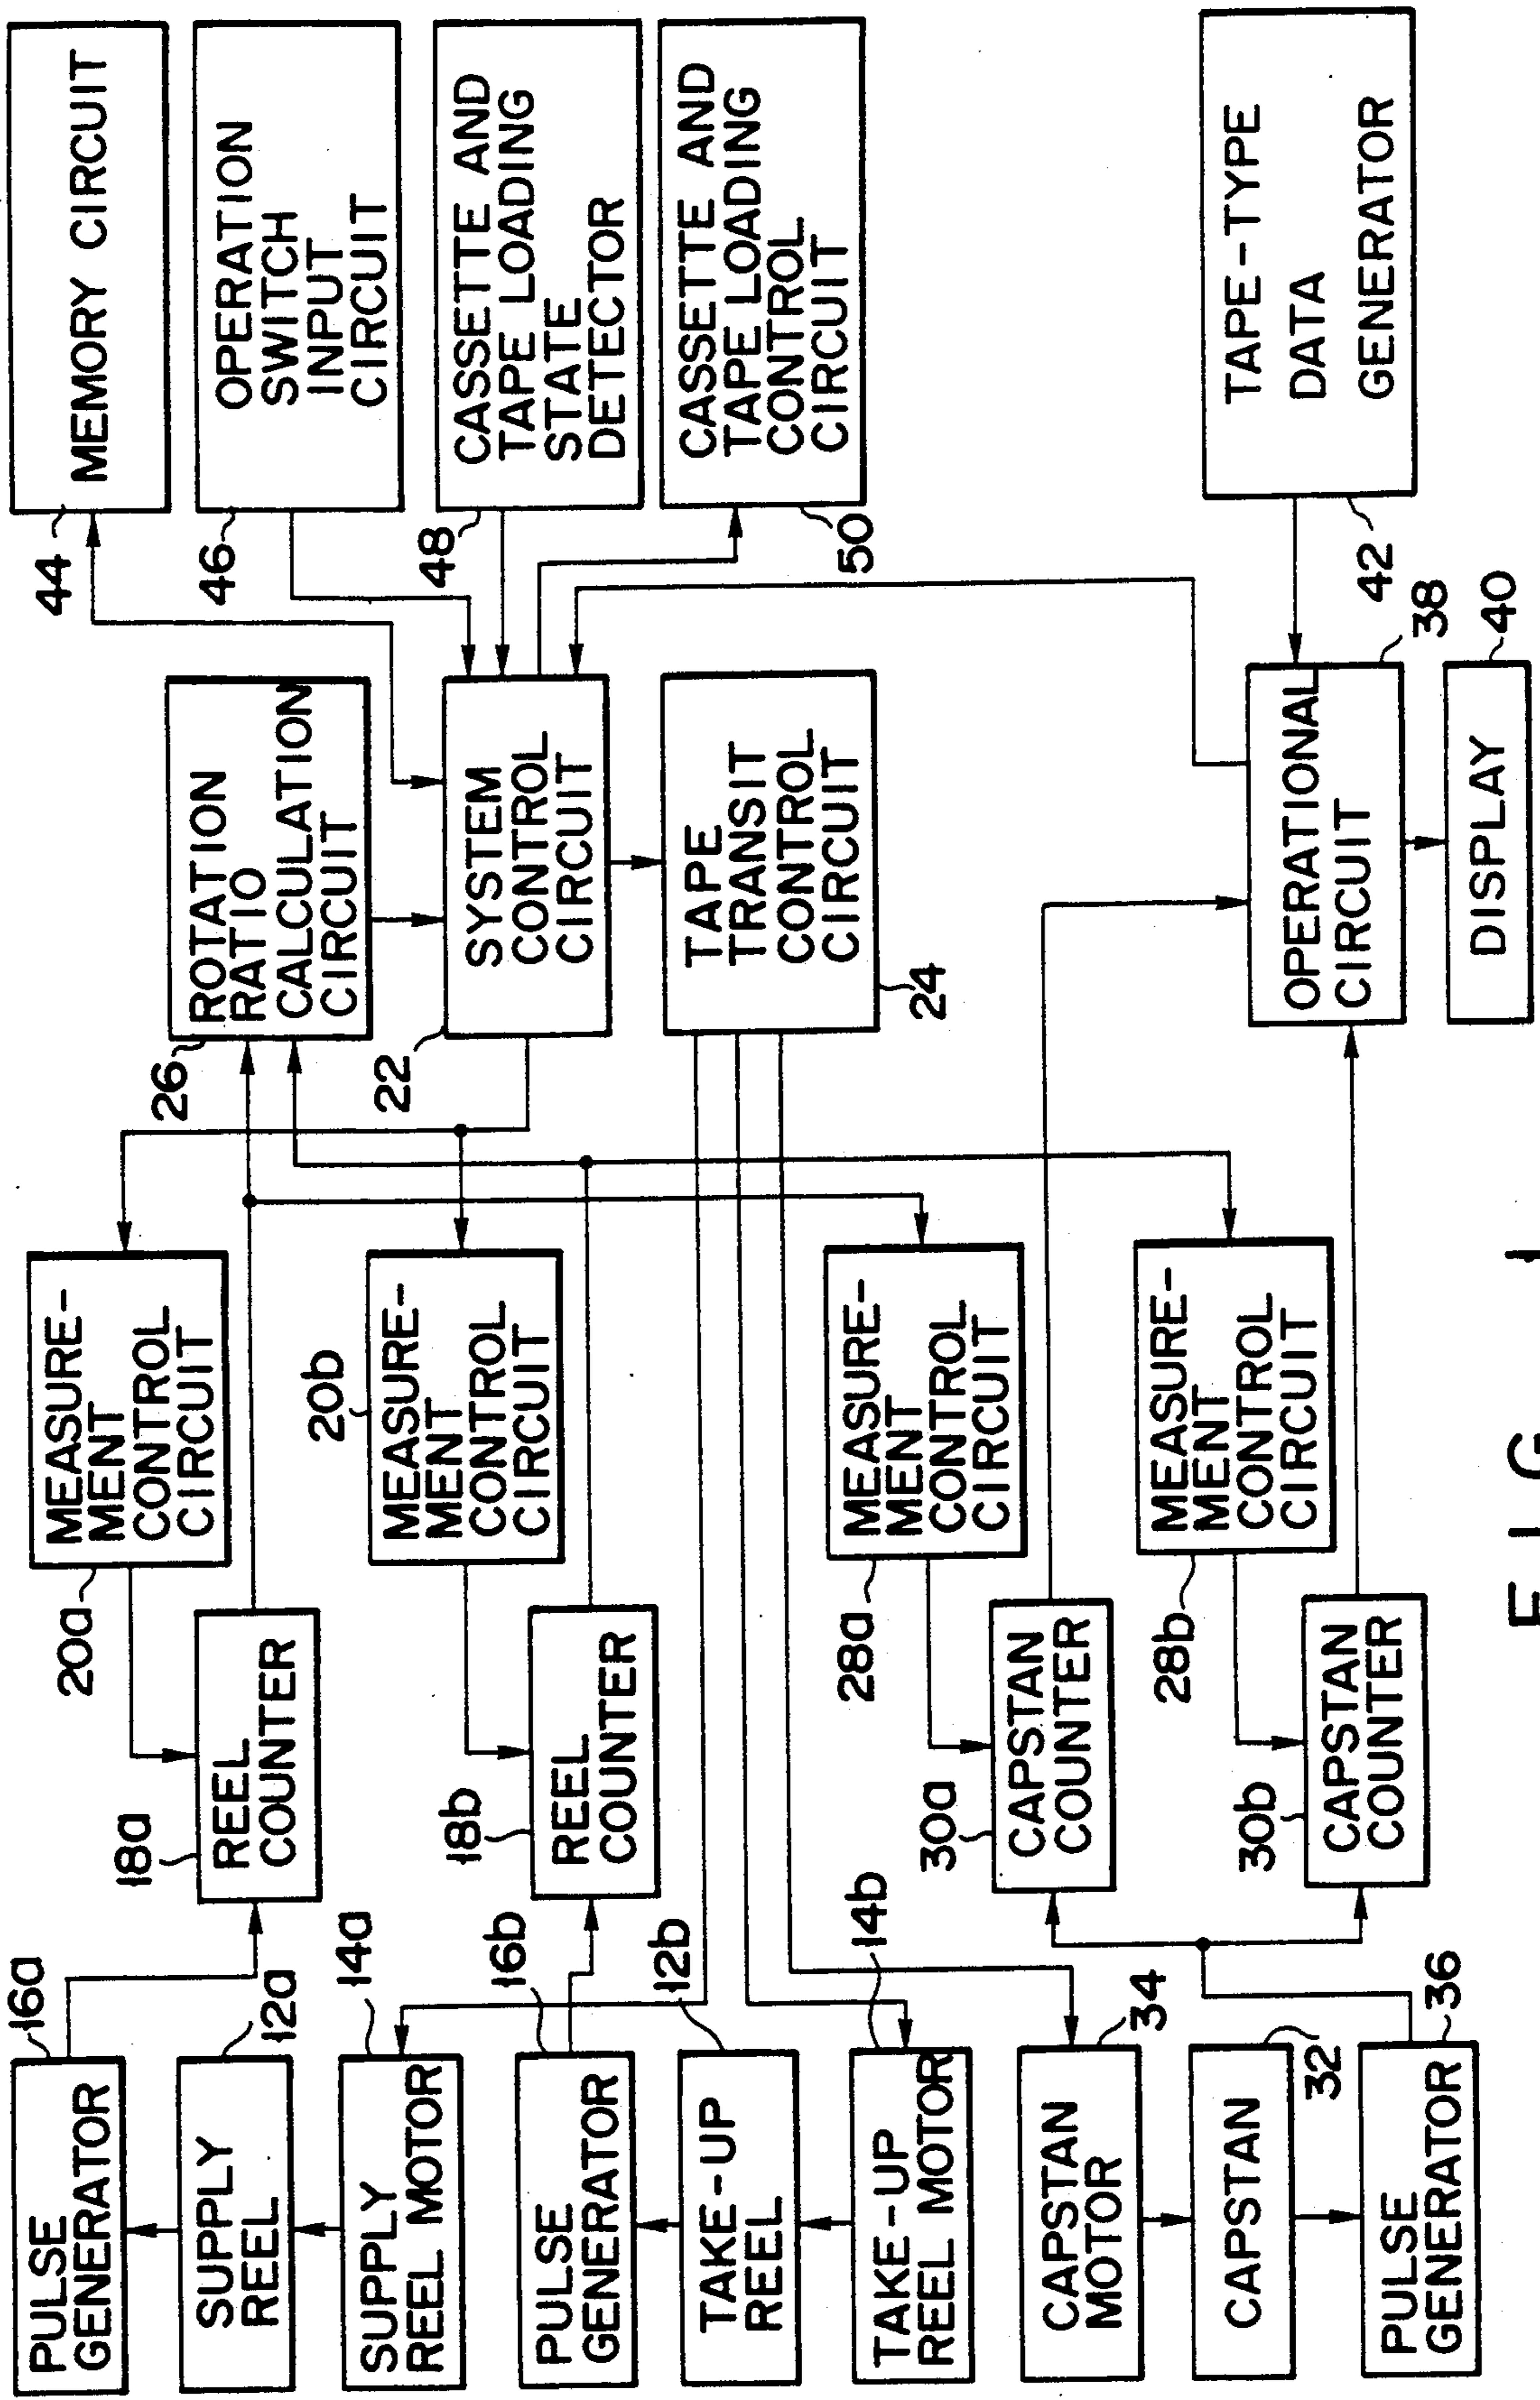 16a
PULSE
GENERATOR
12a
SUPPLY
REEL
14a
SUPPLY
REEL MOTOR
16b
PULSE
GENERATOR
12b
TAKE-UP
REEL
14b
TAKE-UP
REEL MOTOR
34
CAPSTAN
MOTOR
32
CAPSTAN
36
PULSE
GENERATOR
18a
REEL
COUNTER
18b
REEL
COUNTER
30a
CAPSTAN
COUNTER
30b
CAPSTAN
COUNTER
20a
MEASURE-
MENT
CONTROL
CIRCUIT
20b
MEASURE-
MENT
CONTROL
CIRCUIT
28a
MEASURE-
MENT
CONTROL
CIRCUIT
28b
MEASURE-
MENT
CONTROL
CIRCUIT
26
ROTATION
RATIO
CALCULATION
CIRCUIT
22
SYSTEM
CONTROL
CIRCUIT
24
TAPE
TRANSIT
CONTROL
CIRCUIT
38
OPERATIONAL
CIRCUIT
40
DISPLAY
44
MEMORY CIRCUIT
46
OPERATION
SWITCH
INPUT
CIRCUIT
48
CASSETTE AND
TAPE LOADING
STATE
DETECTOR
50
CASSETTE AND
TAPE LOADING
CONTROL
CIRCUIT
42
TAPE-TYPE
DATA
GENERATOR